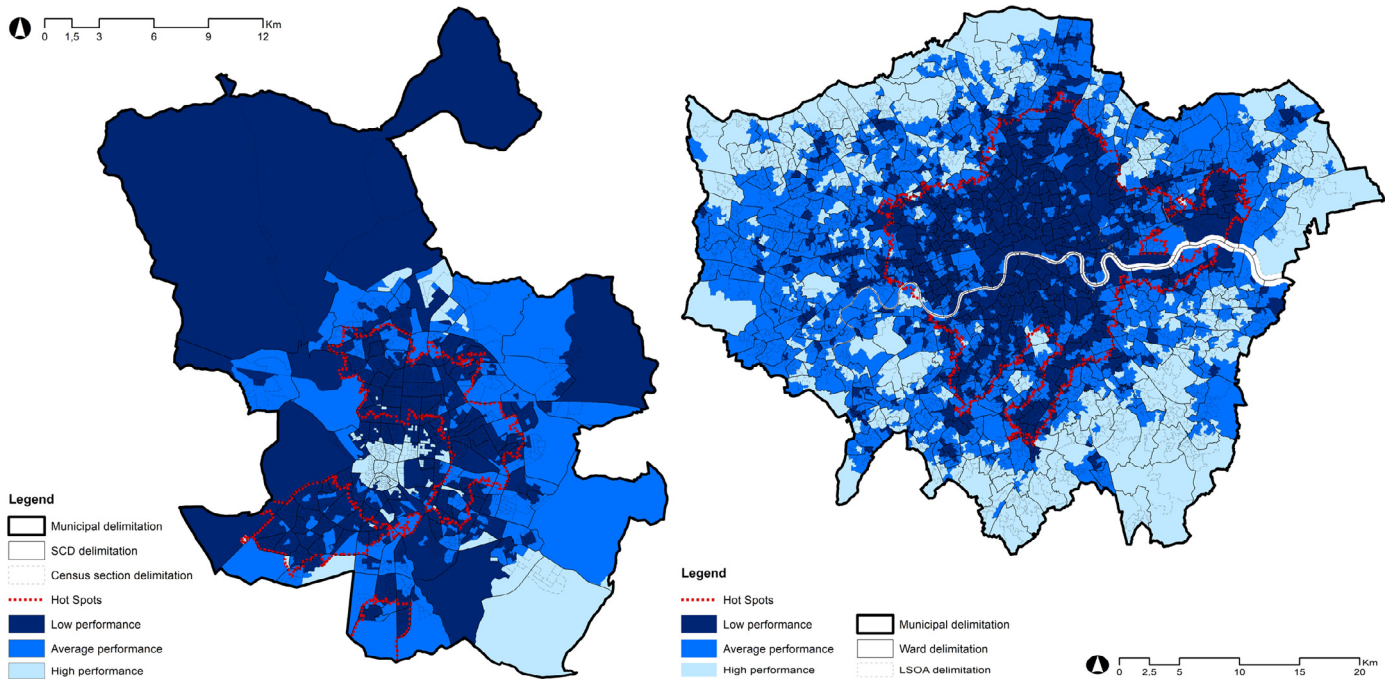 Km
0 1,5 3 6 9 12
Legend
Municipal delimitation
SCD delimitation
Census section delimitation
Hot Spots
Low performance
Average performance
High performance
Legend
Hot Spots
Low performance
Average performance
High performance
Municipal delimitation
Ward delimitation
LSOA delimitation
Km
0 2,5 5 10 15 20